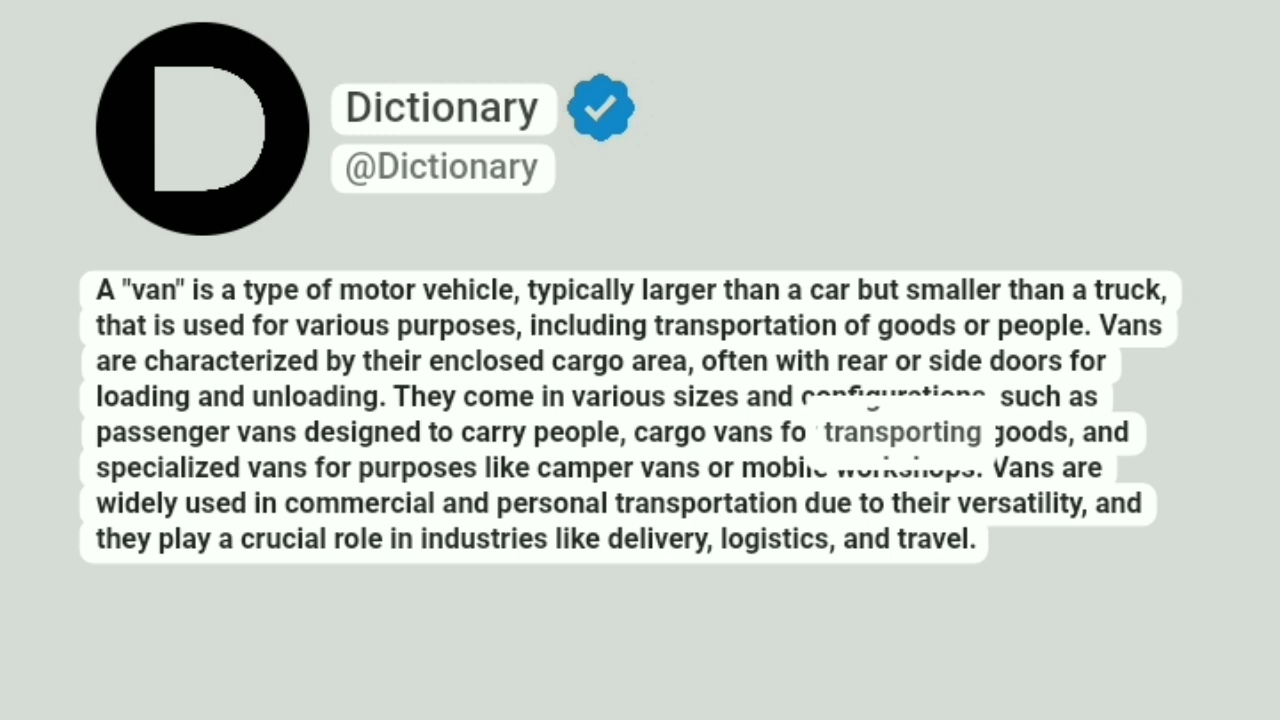 D
Dictionary
@Dictionary
A "van" is a type of motor vehicle, typically larger than a car but smaller than a truck,
that is used for various purposes, including transportation of goods or people. Vans
are characterized by their enclosed cargo area, often with rear or side doors for
loading and unloading. They come in various sizes and configurations, such as
passenger vans designed to carry people, cargo vans fo transporting goods, and
specialized vans for purposes like camper vans or mobile workshops. Vans are
widely used in commercial and personal transportation due to their versatility, and
they play a crucial role in industries like delivery, logistics, and travel.